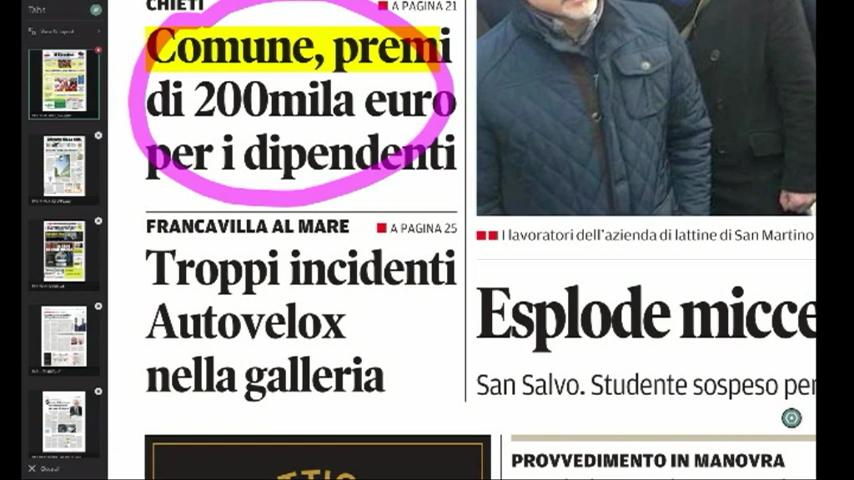 Tabs
CHIETI
A PAGINA 21
Comune, premi
di 200mila euro
per i dipendenti
FRANCAVILLA AL MARE
A PAGINA 25
Troppi incidenti
Autovelox
nella galleria
I lavoratori dell'azienda di lattine di San Martino
Esplode micce
San Salvo. Studente sospeso per
PROVVEDIMENTO IN MANOVRA